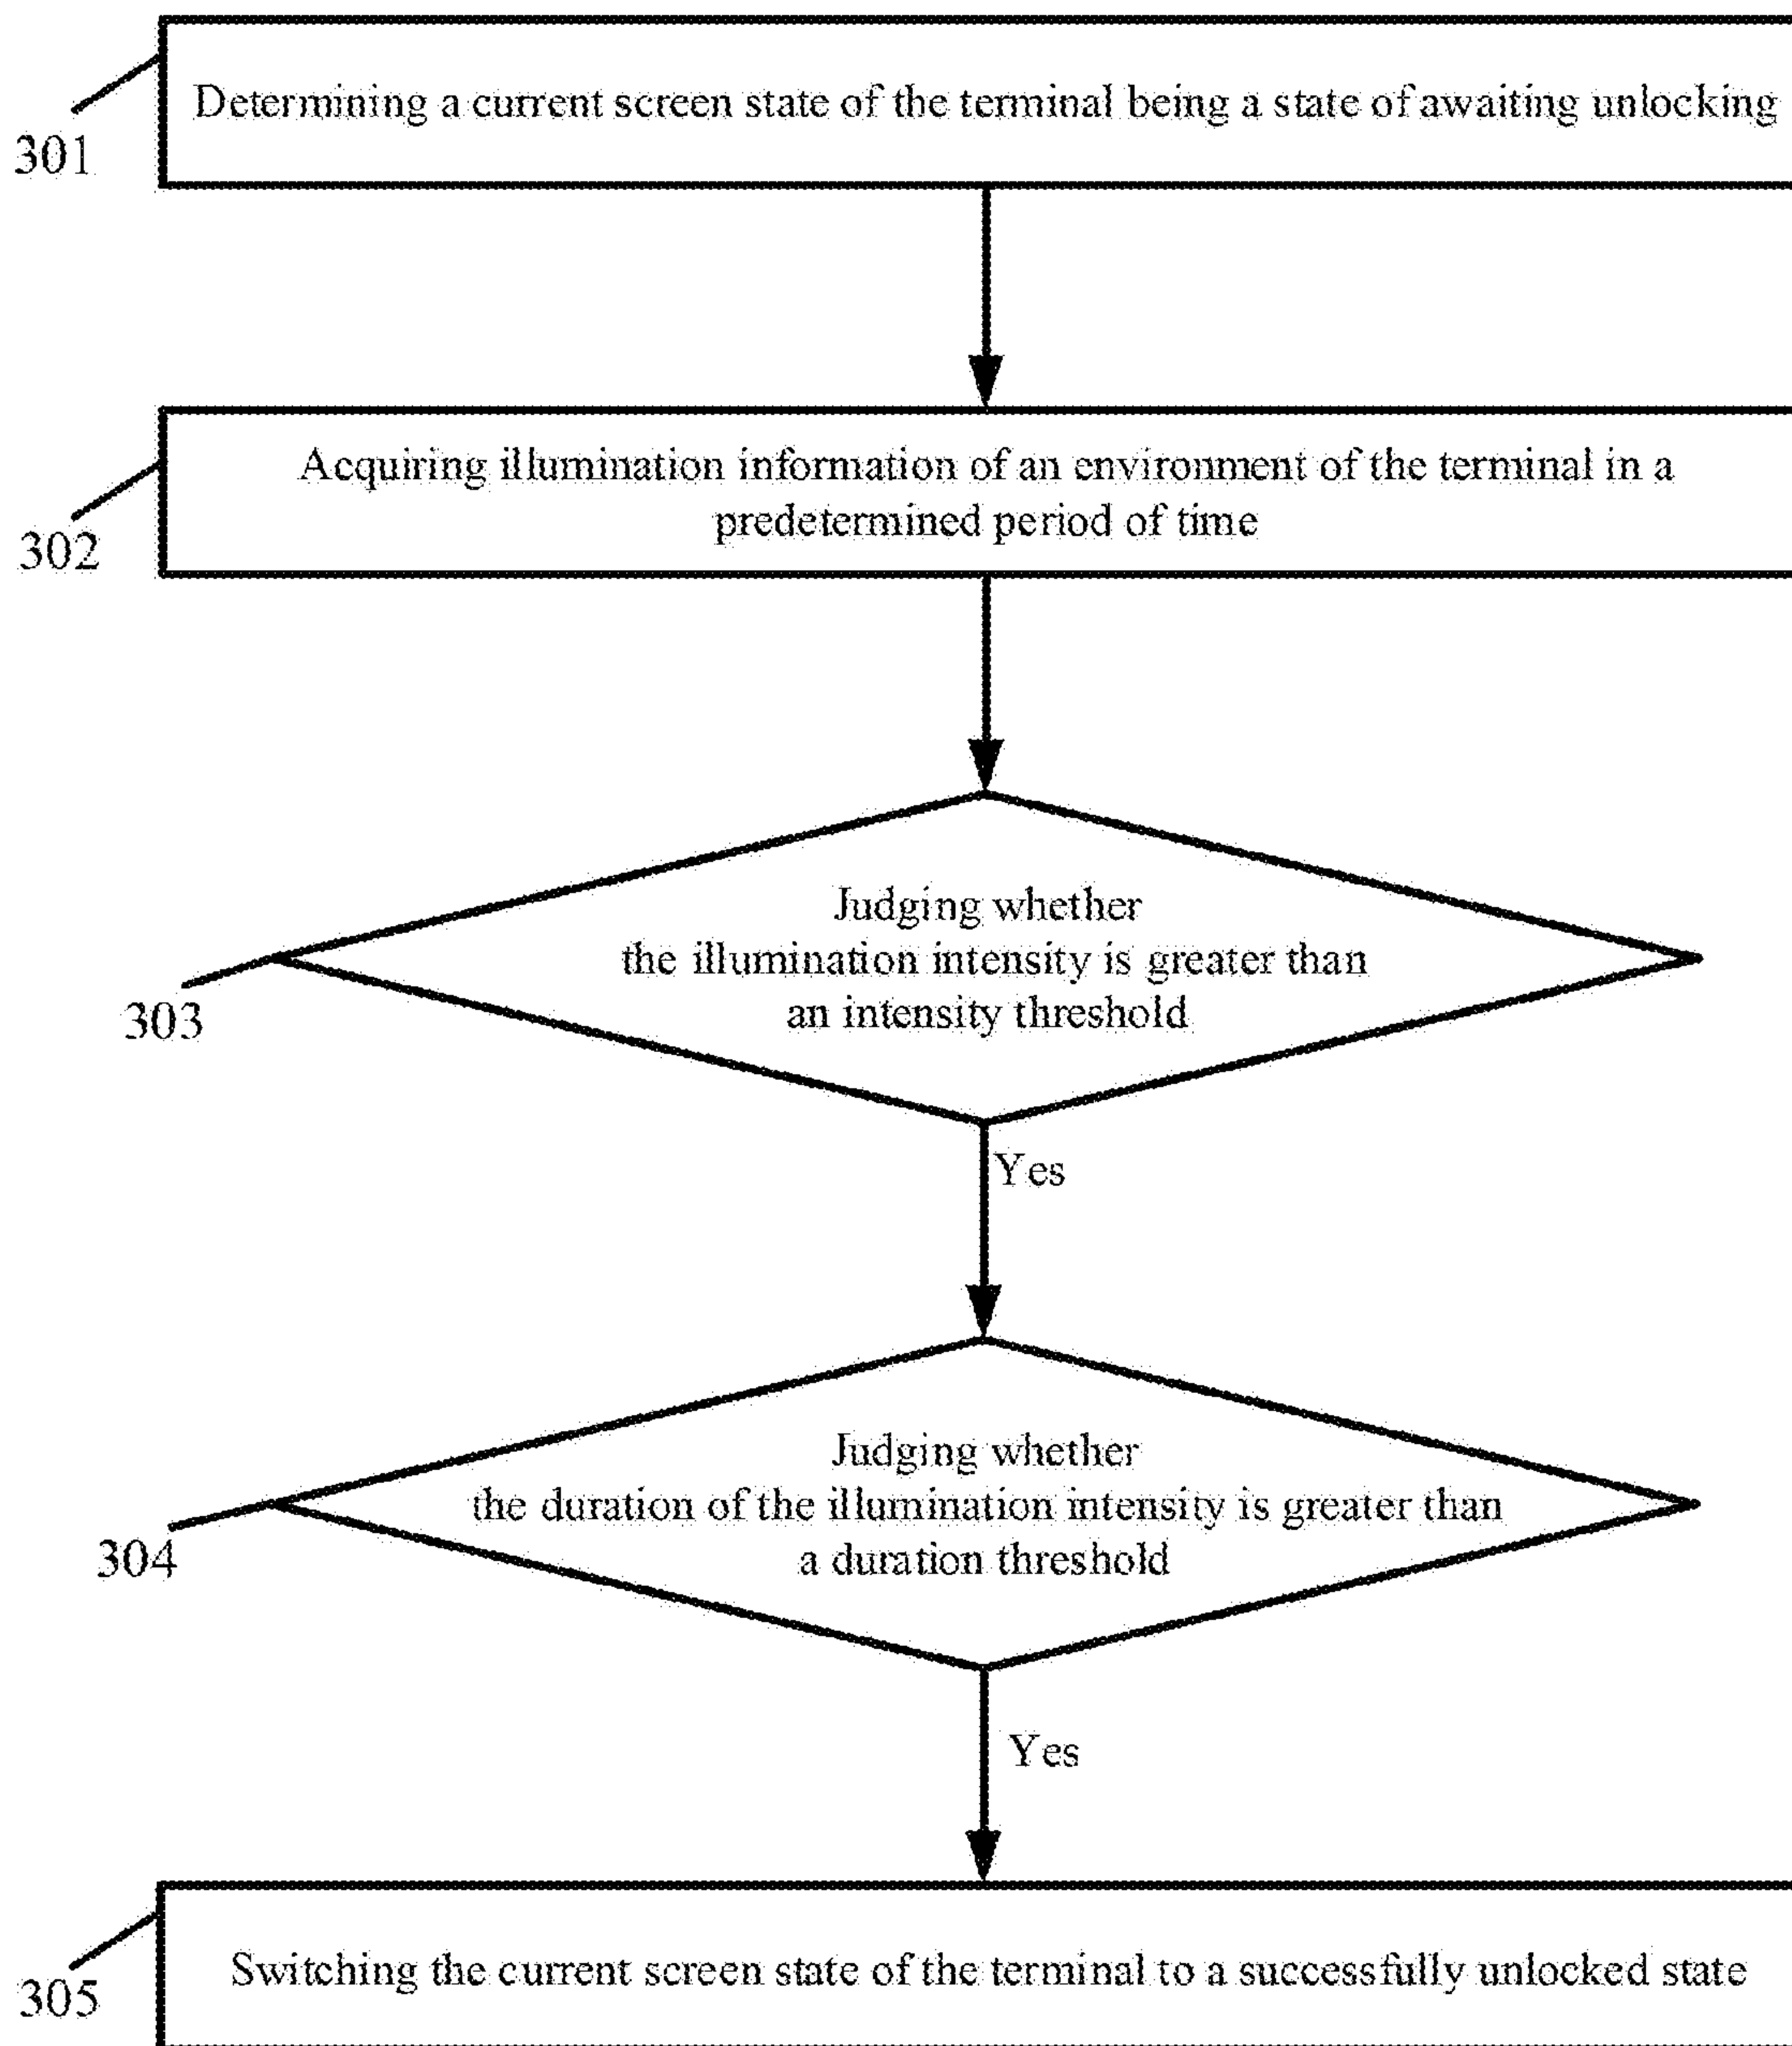 Determining a current screen state of the terminal being a state of awaiting unlocking
301
Acquiring illumination information of an environment of the terminal in a
predetermined period of time
302
Judging whether
the illumination intensity is greater than
an intensity threshold
303
Yes
Judging whether
the duration of the illumination intensity is greater than
a duration threshold
304
Yes
Switching the current screen state of the terminal to a successfully unlocked state
305